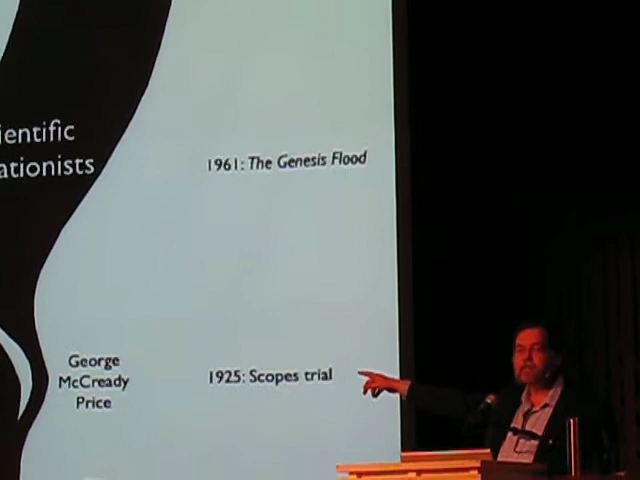 ientific
ationists
1961: The Genesis Flood
George
McCready
Price
1925: Scopes trial